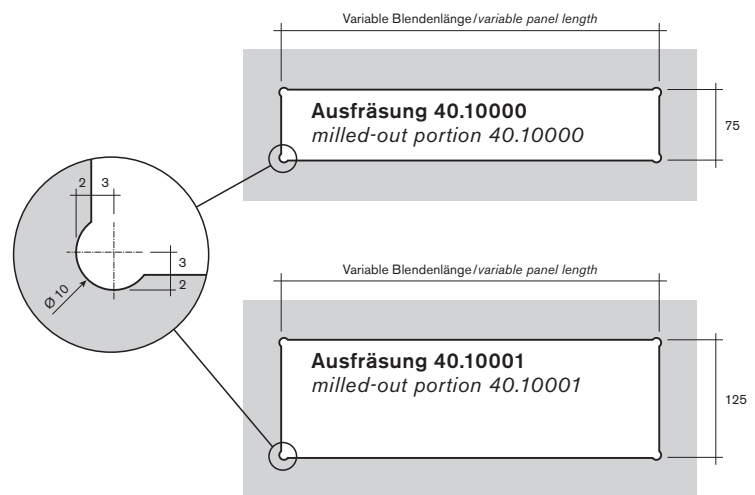 Variable Blendenlänge/variable panel length
Ausfräsung 40.10000
milled-out portion 40.10000
75
2 3
3
2
Ø 10
Variable Blendenlänge/variable panel length
Ausfräsung 40.10001
milled-out portion 40.10001
125